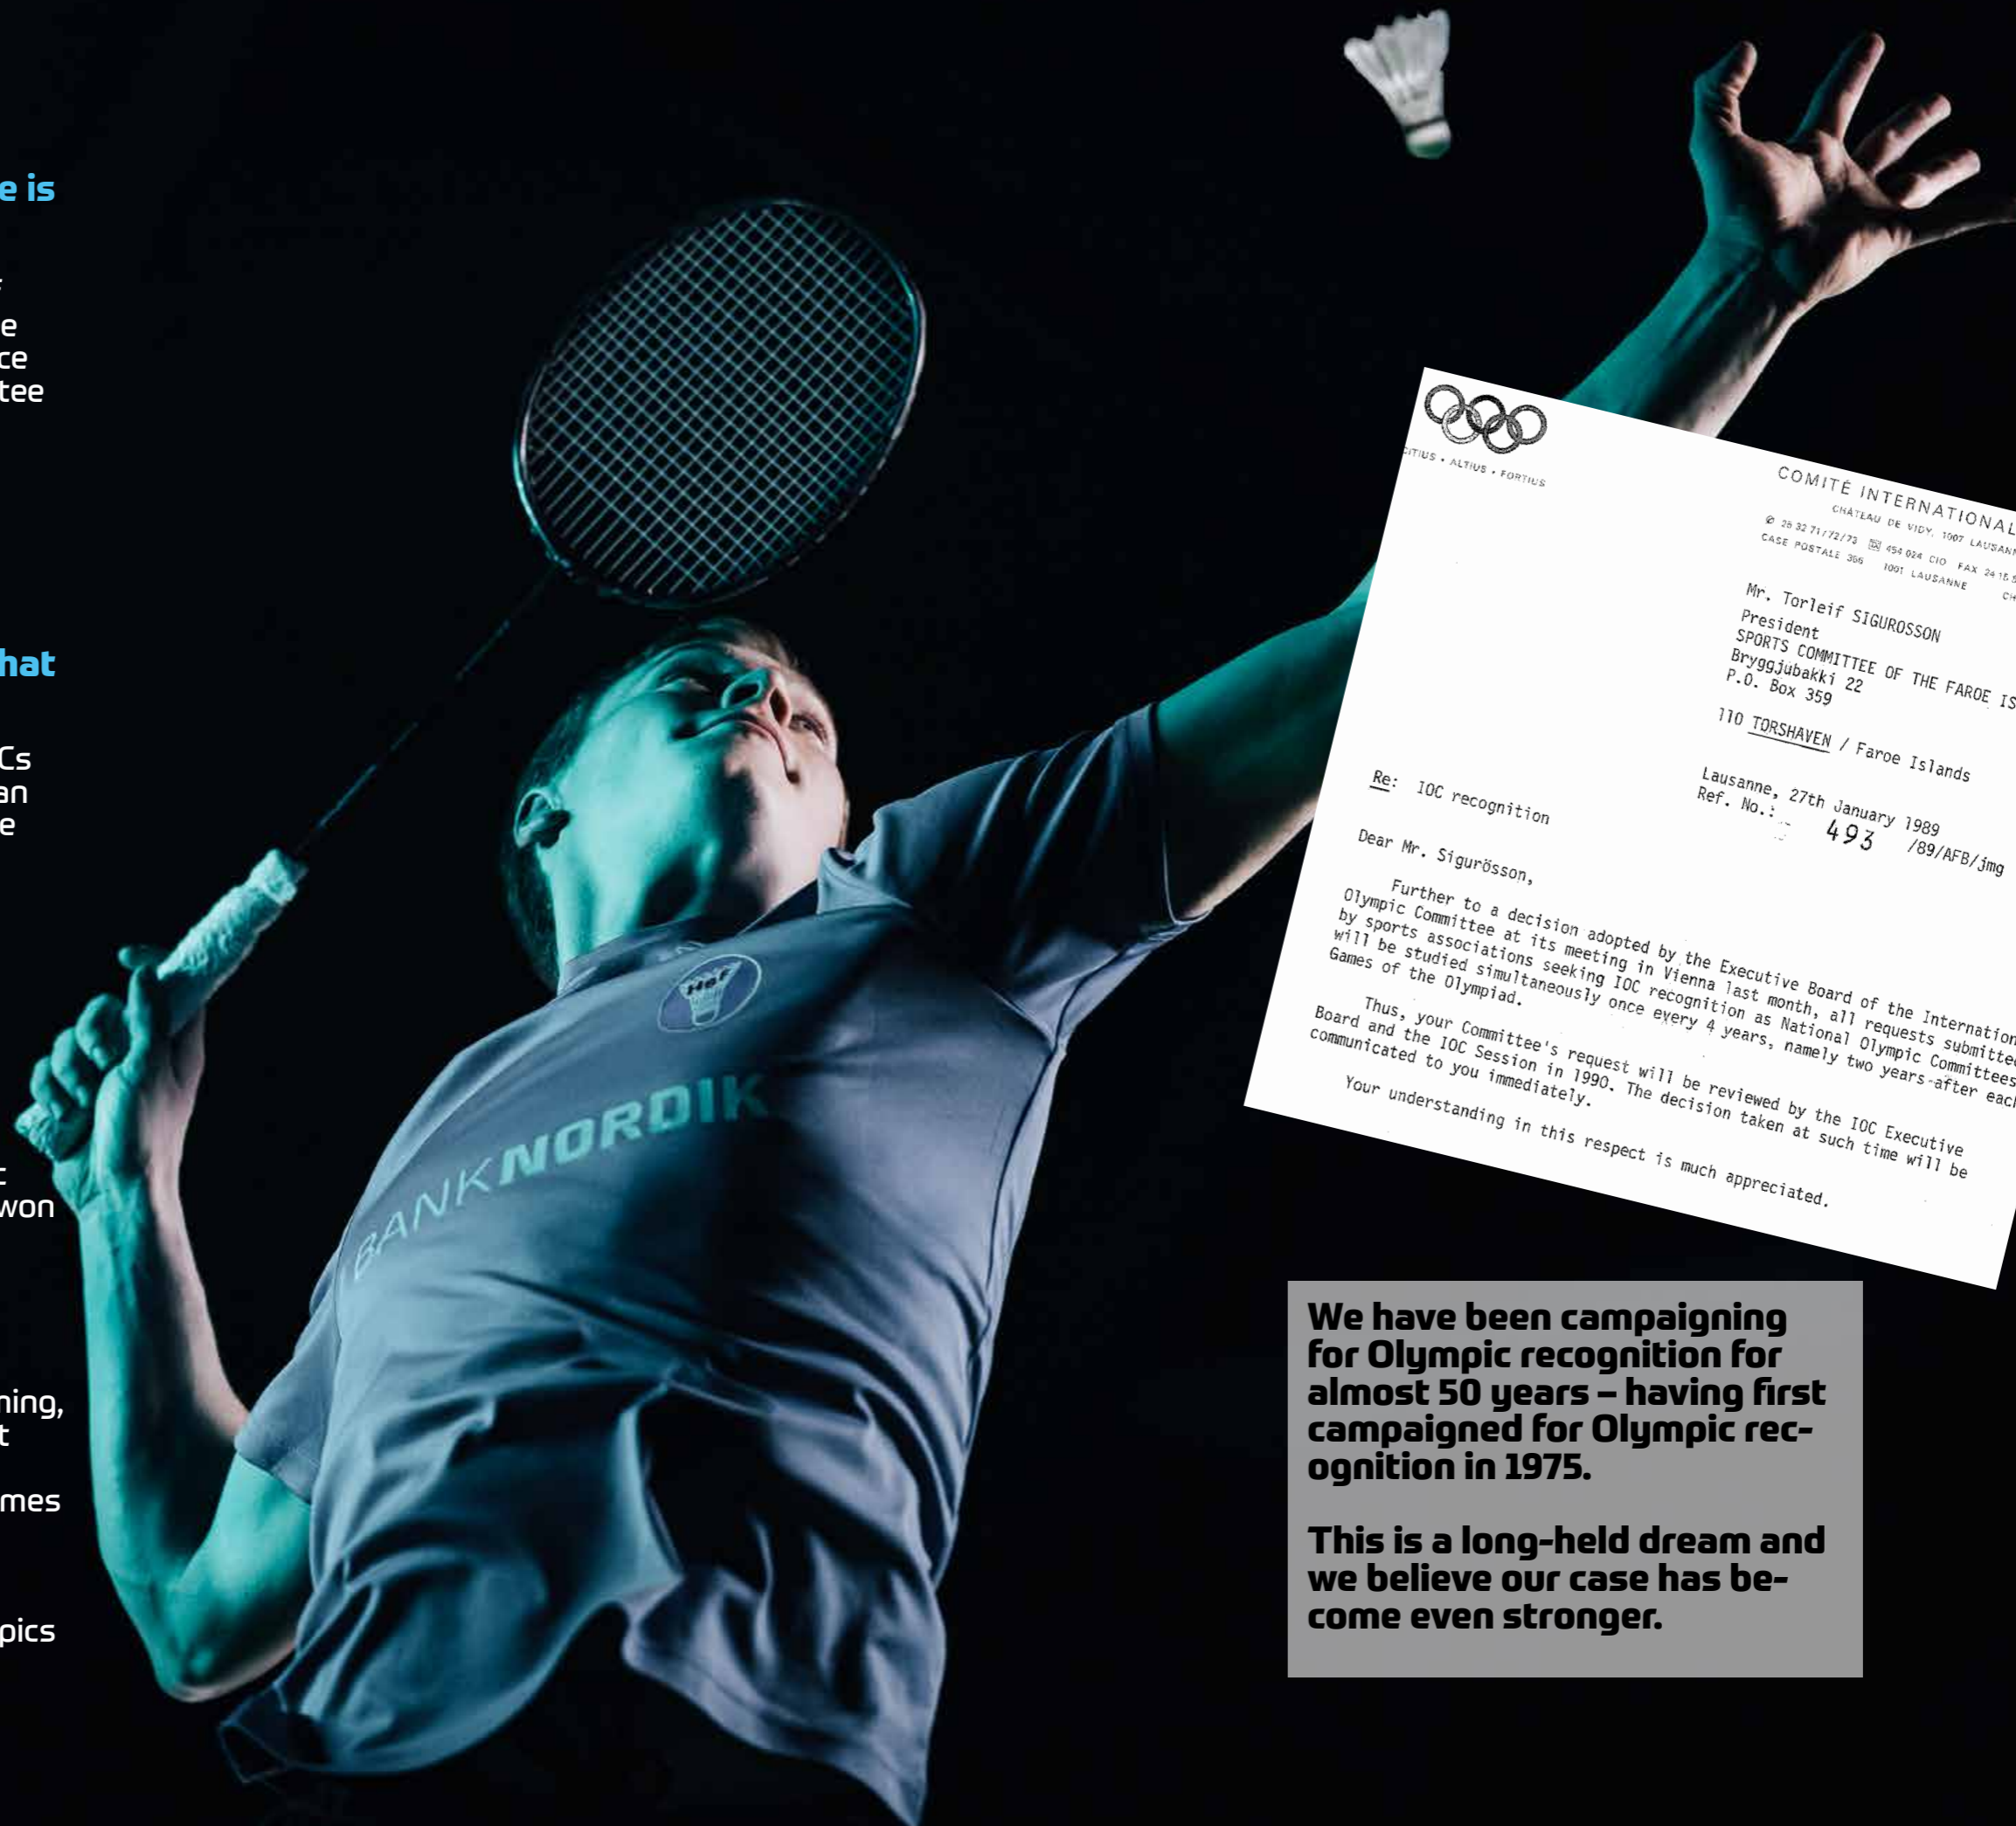 e is
e
ce
tee
hat
Cs
an
e
won
ning,
t
mes
pics
HBF
BANKNORDIK
CITIUS • ALTIUS • FORTIUS
COMITÉ INTERNATIONAL
CHÂTEAU DE VIDY, 1007 LAUSANN
CASE POSTALE 366 1001 LAUSANNE CH
Mr. Torleif SIGUROSSON
President
SPORTS COMMITTEE OF THE FAROE IS
Bryggjubakki 22
P.O. Box 359
110 TORSHAVEN / Faroe Islands
Lausanne, 27th January 1989
Ref. No.: 493 /89/AFB/jmg
Re: IOC recognition
Dear Mr. Sigurösson,
Further to a decision adopted by the Executive Board of the Internation
Olympic Committee at its meeting in Vienna last month, all requests submitted
by sports associations seeking IOC recognition as National Olympic Committees
will be studied simultaneously once every 4 years, namely two years after each
Games of the Olympiad.
Thus, your Committee's request will be reviewed by the IOC Executive
Board and the IOC Session in 1990. The decision taken at such time will be
communicated to you immediately.
Your understanding in this respect is much appreciated.
We have been campaigning
for Olympic recognition for
almost 50 years – having first
campaigned for Olympic rec-
ognition in 1975.
This is a long-held dream and
we believe our case has be-
come even stronger.